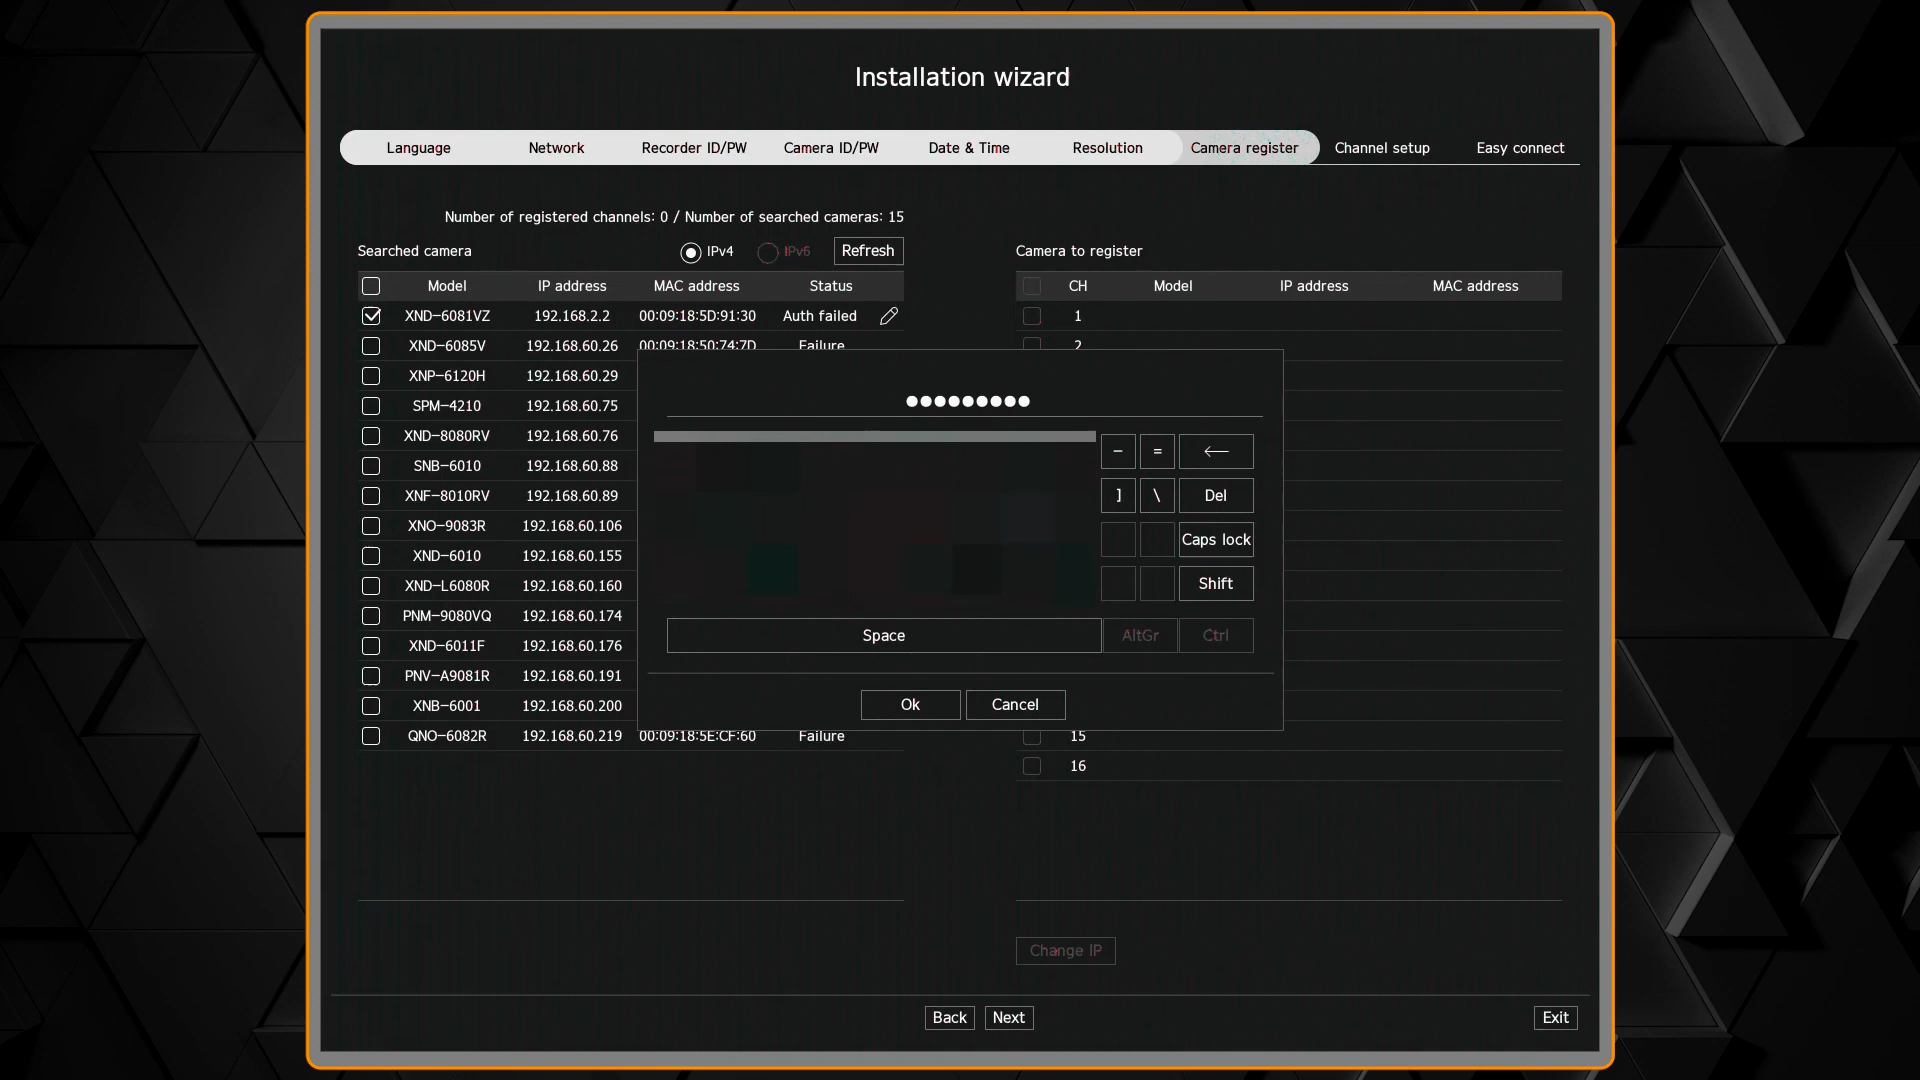 Installation wizard
Language Network Recorder ID/PW Camera ID/PW Date & Time Resolution Camera register Channel setup Easy connect
Number of registered channels: 0 / Number of searched cameras: 15
Searched camera IPv4 IPv6 Refresh
Model IP address MAC address Status
XND-6081VZ 192.168.2.2 00:09:18:5D:91:30 Auth failed
XND-6085V 192.168.60.26 00:09:18:50:74:7D Failure
XNP-6120H 192.168.60.29
SPM-4210 192.168.60.75
XND-8080RV 192.168.60.76
SNB-6010 192.168.60.88
XNF-8010RV 192.168.60.89
XNO-9083R 192.168.60.106
XND-6010 192.168.60.155
XND-L6080R 192.168.60.160
PNM-9080VQ 192.168.60.174
XND-6011F 192.168.60.176
PNV-A9081R 192.168.60.191
XNB-6001 192.168.60.200
QNO-6082R 192.168.60.219 00:09:18:5E:CF:60 Failure
Camera to register
CH Model IP address MAC address
1
2
15
16
- = ←
] \ Del
Caps lock
Shift
Space AltGr Ctrl
Ok Cancel
Change IP
Back Next Exit